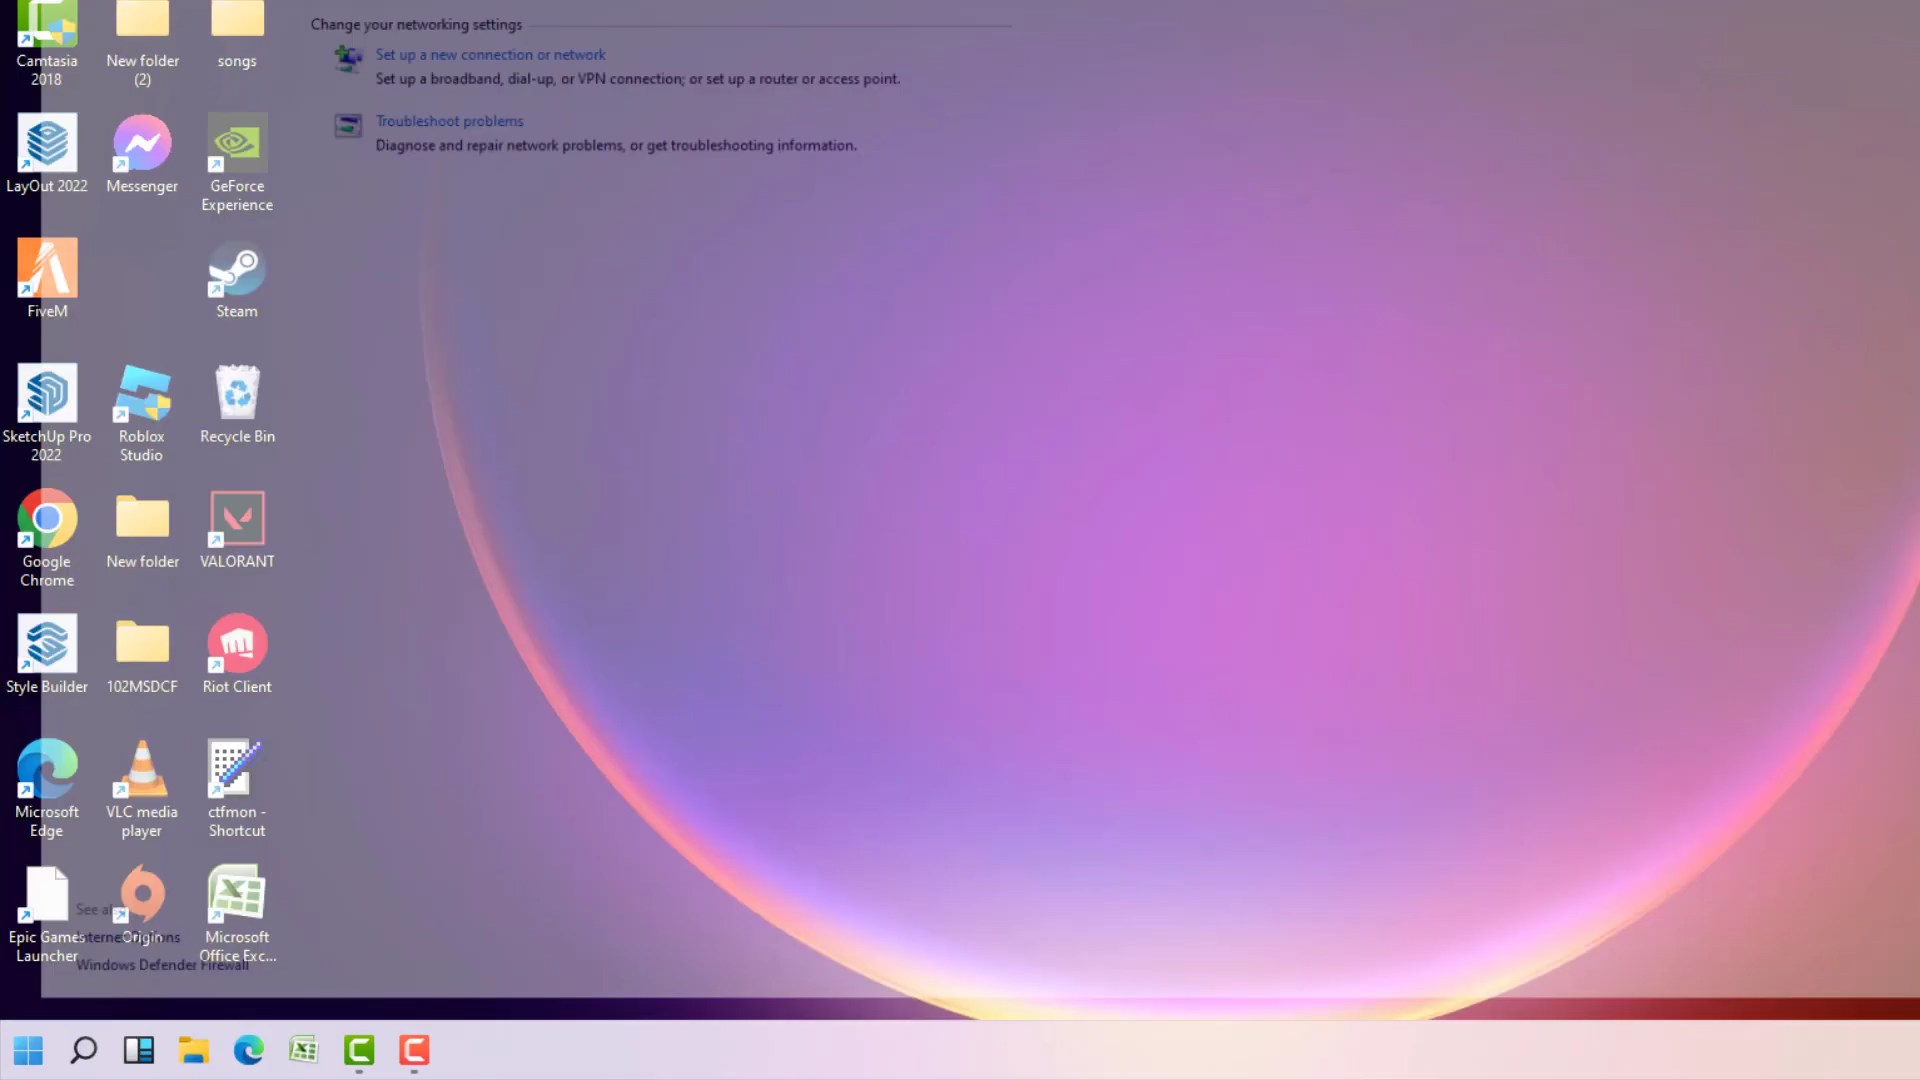 Change your networking settings
Set up a new connection or network
Set up a broadband, dial-up, or VPN connection; or set up a router or access point.
Troubleshoot problems
Diagnose and repair network problems, or get troubleshooting information.
Camtasia
2018
New folder
(2)
songs
LayOut 2022
Messenger
GeForce
Experience
FiveM
Steam
SketchUp Pro
2022
Roblox
Studio
Recycle Bin
Google
Chrome
New folder
VALORANT
Style Builder
102MSDCF
Riot Client
Microsoft
Edge
VLC media
player
ctfmon -
Shortcut
Epic Games
Launcher
Origin
Microsoft
Office Exc...
See also
Internet Options
Windows Defender Firewall